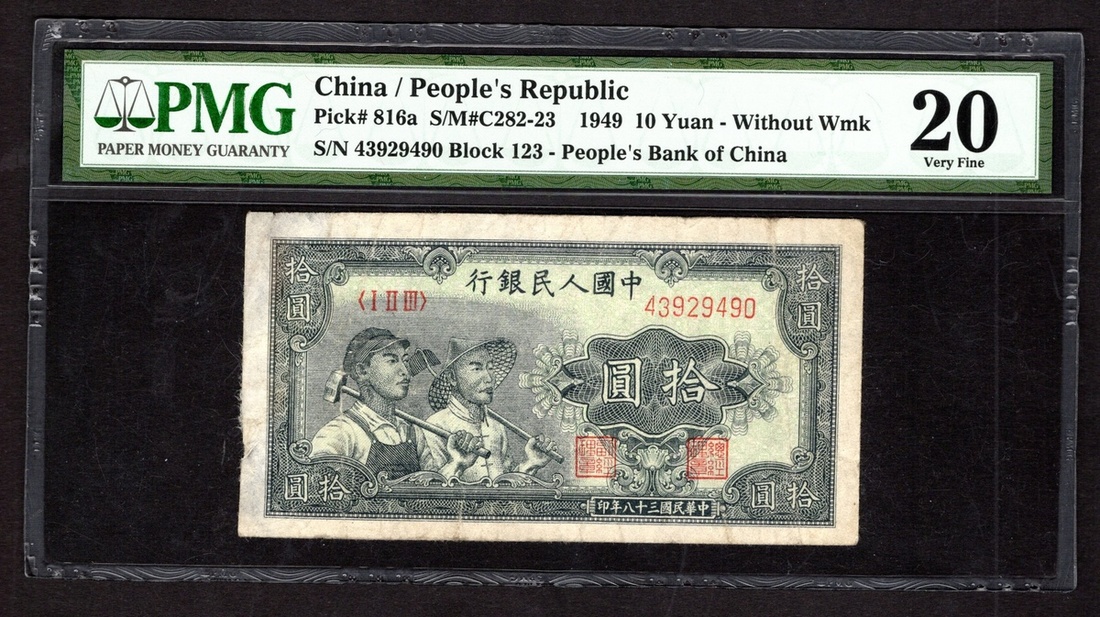 PMG
PAPER MONEY GUARANTY
China / People's Republic
Pick# 816a S/M#C282-23 1949 10 Yuan - Without Wmk
S/N 43929490 Block 123 - People's Bank of China
20
Very Fine
行銀民人國中
〈I II III〉
43929490
拾圓
拾圓
圓拾
圓拾
圓拾
印年八十三國民華中